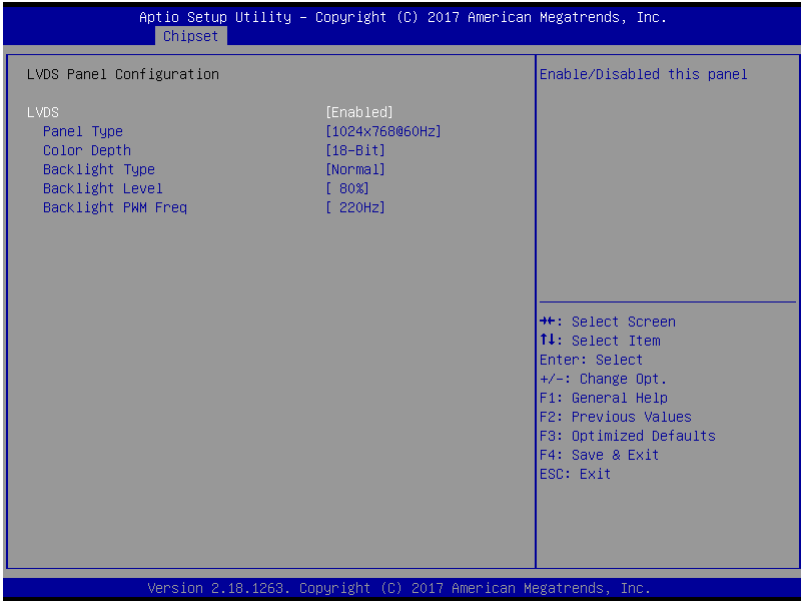 Aptio Setup Utility – Copyright (C) 2017 American Megatrends, Inc.
Chipset
LVDS Panel Configuration
LVDS [Enabled]
Panel Type [1024x768@60Hz]
Color Depth [18-Bit]
Backlight Type [Normal]
Backlight Level [ 80%]
Backlight PWM Freq [ 220Hz]
Enable/Disabled this panel
→←: Select Screen
↑↓: Select Item
Enter: Select
+/-: Change Opt.
F1: General Help
F2: Previous Values
F3: Optimized Defaults
F4: Save & Exit
ESC: Exit
Version 2.18.1263. Copyright (C) 2017 American Megatrends, Inc.